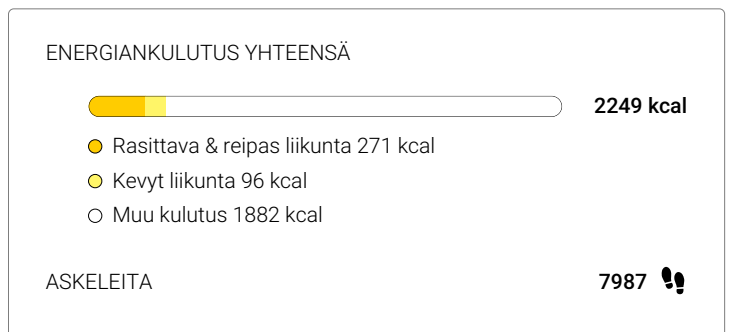 ENERGIANKULUTUS YHTEENSÄ
2249 kcal
Rasittava & reipas liikunta 271 kcal
Kevyt liikunta 96 kcal
Muu kulutus 1882 kcal
ASKELEITA 7987